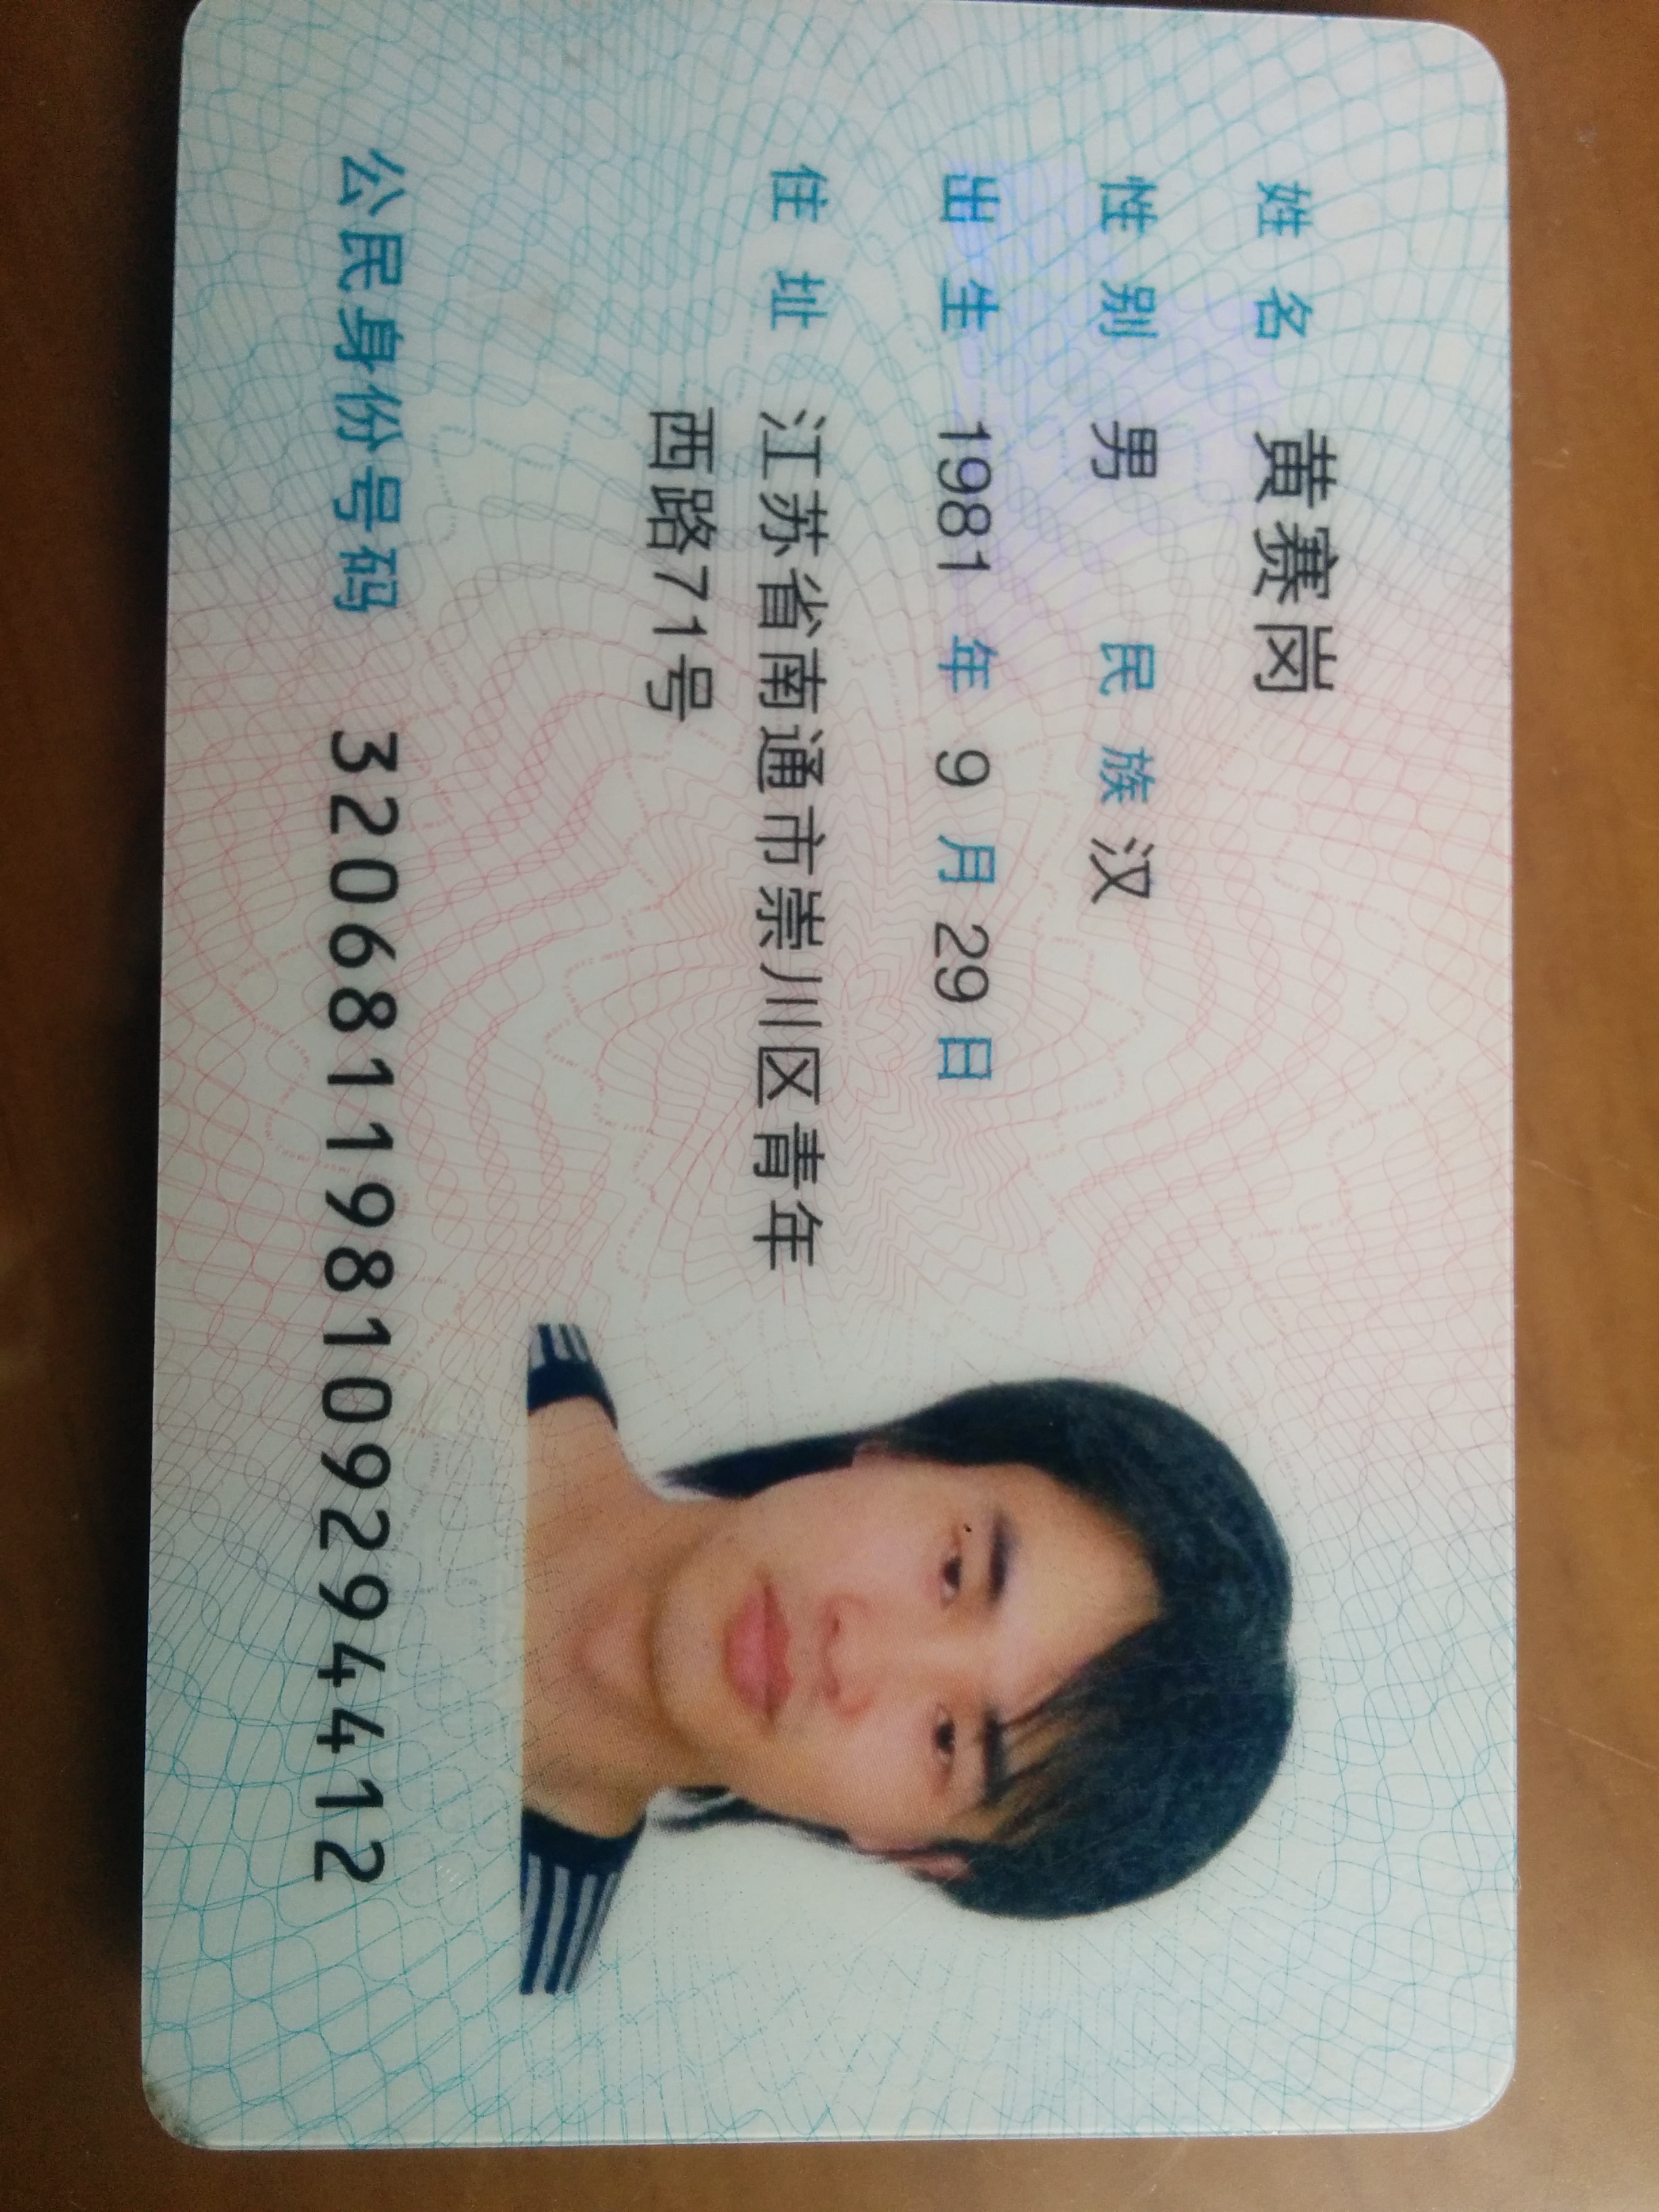 姓名 黄寨岗
性别 男 民族 汉
出生 1981 年 9 月 29 日
住址 江苏省南通市崇川区青年
西路71号
公民身份号码 320681198109294412